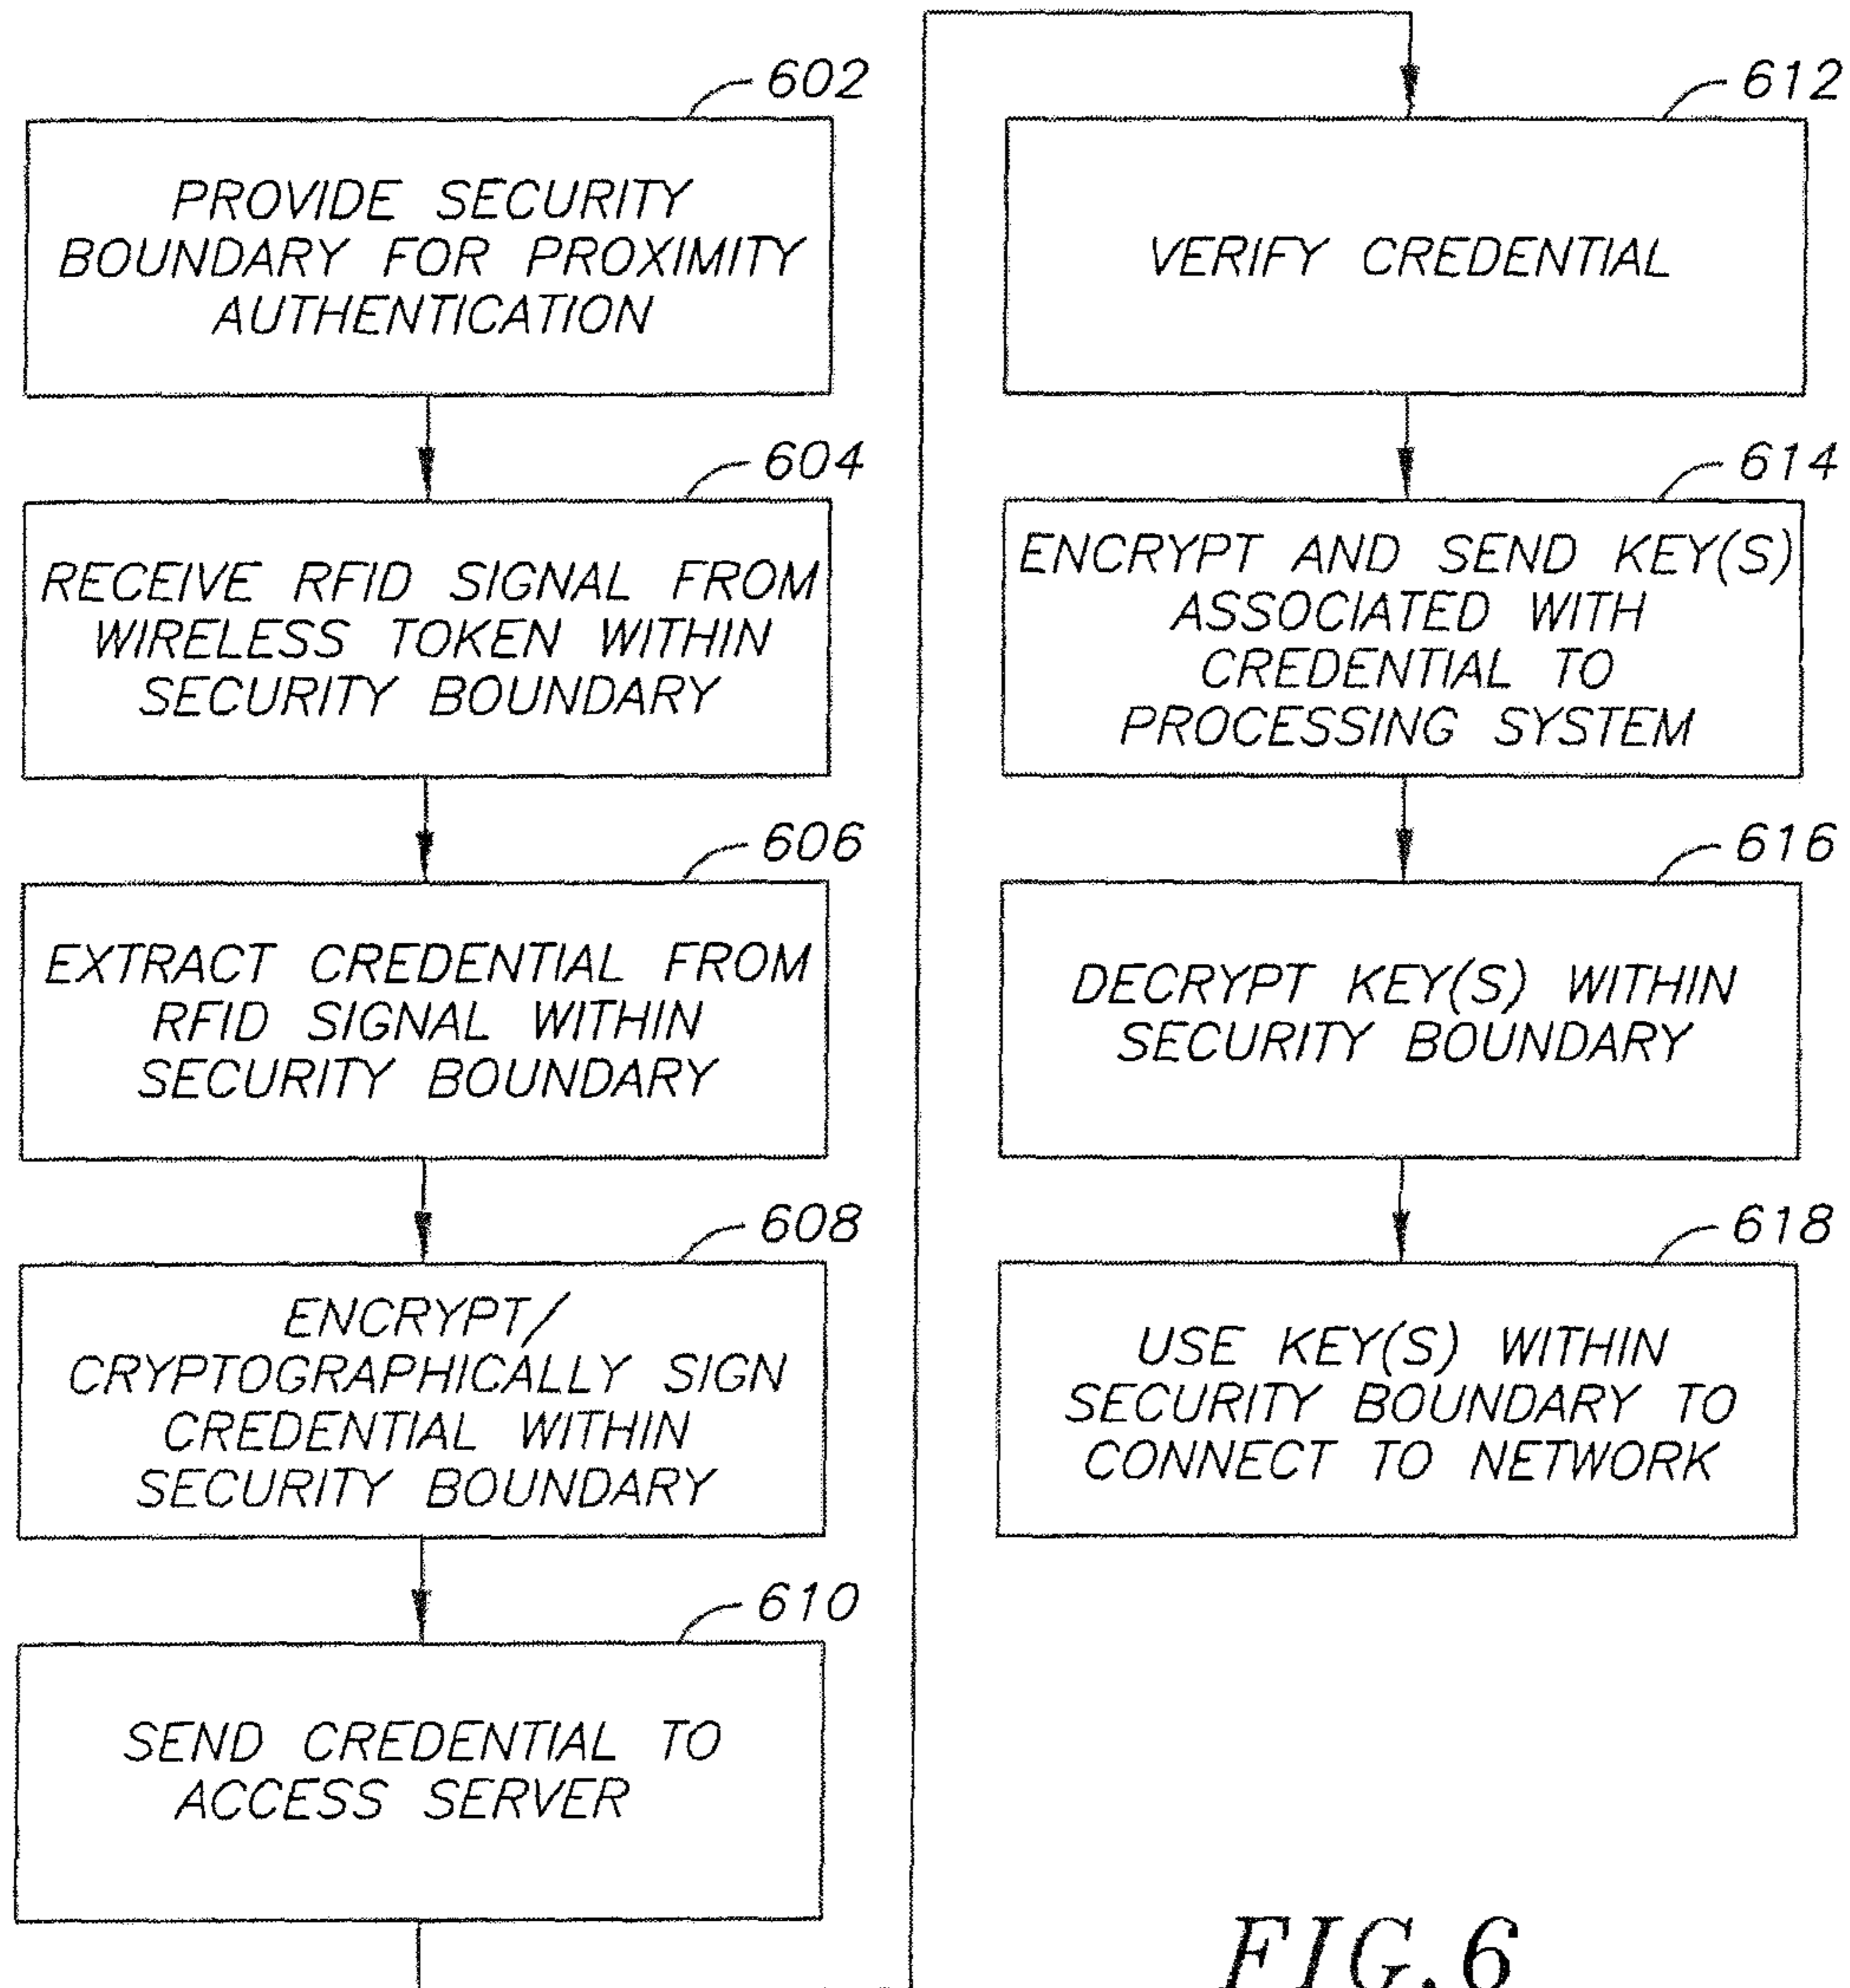 602
PROVIDE SECURITY
BOUNDARY FOR PROXIMITY
AUTHENTICATION
604
RECEIVE RFID SIGNAL FROM
WIRELESS TOKEN WITHIN
SECURITY BOUNDARY
606
EXTRACT CREDENTIAL FROM
RFID SIGNAL WITHIN
SECURITY BOUNDARY
608
ENCRYPT/
CRYPTOGRAPHICALLY SIGN
CREDENTIAL WITHIN
SECURITY BOUNDARY
610
SEND CREDENTIAL TO
ACCESS SERVER
612
VERIFY CREDENTIAL
614
ENCRYPT AND SEND KEY(S)
ASSOCIATED WITH
CREDENTIAL TO
PROCESSING SYSTEM
616
DECRYPT KEY(S) WITHIN
SECURITY BOUNDARY
618
USE KEY(S) WITHIN
SECURITY BOUNDARY TO
CONNECT TO NETWORK
FIG.6